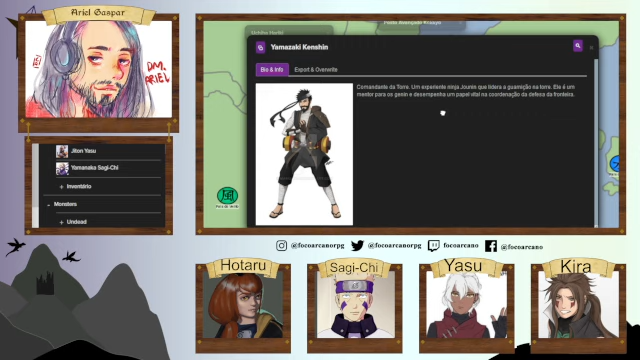 Ariel Gaspar
DM.
ARIEL
Yamazaki Kenshin
Bio & Info
Export & Overwrite
Comandante da Torre. Um experiente ninja Jounin que lidera a guarnição na torre. Ele é um
mentor para os genin e desempenha um papel vital na coordenação da defesa da fronteira.
Jiton Yasu
Yamanaka Sagi-Chi
+ Inventário
Monsters
+ Undead
@focoarcanorpg
@focoarcanorpg
focoarcano
@focoarcano
Hotaru
Sagi-Chi
Yasu
Kira